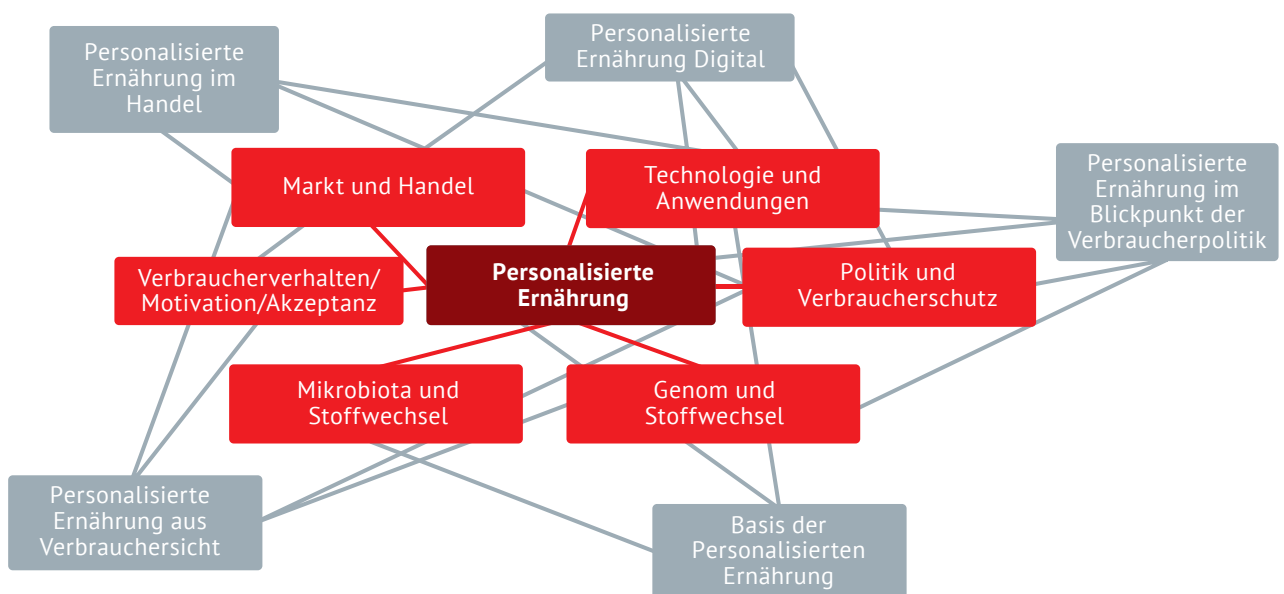 Personalisierte
Ernährung im
Handel
Personalisierte
Ernährung Digital
Markt und Handel
Technologie und
Anwendungen
Personalisierte
Ernährung im
Blickpunkt der
Verbraucherpolitik
Verbraucherverhalten/
Motivation/Akzeptanz
Personalisierte
Ernährung
Politik und
Verbraucherschutz
Mikrobiota und
Stoffwechsel
Genom und
Stoffwechsel
Personalisierte
Ernährung aus
Verbrauchersicht
Basis der
Personalisierten
Ernährung